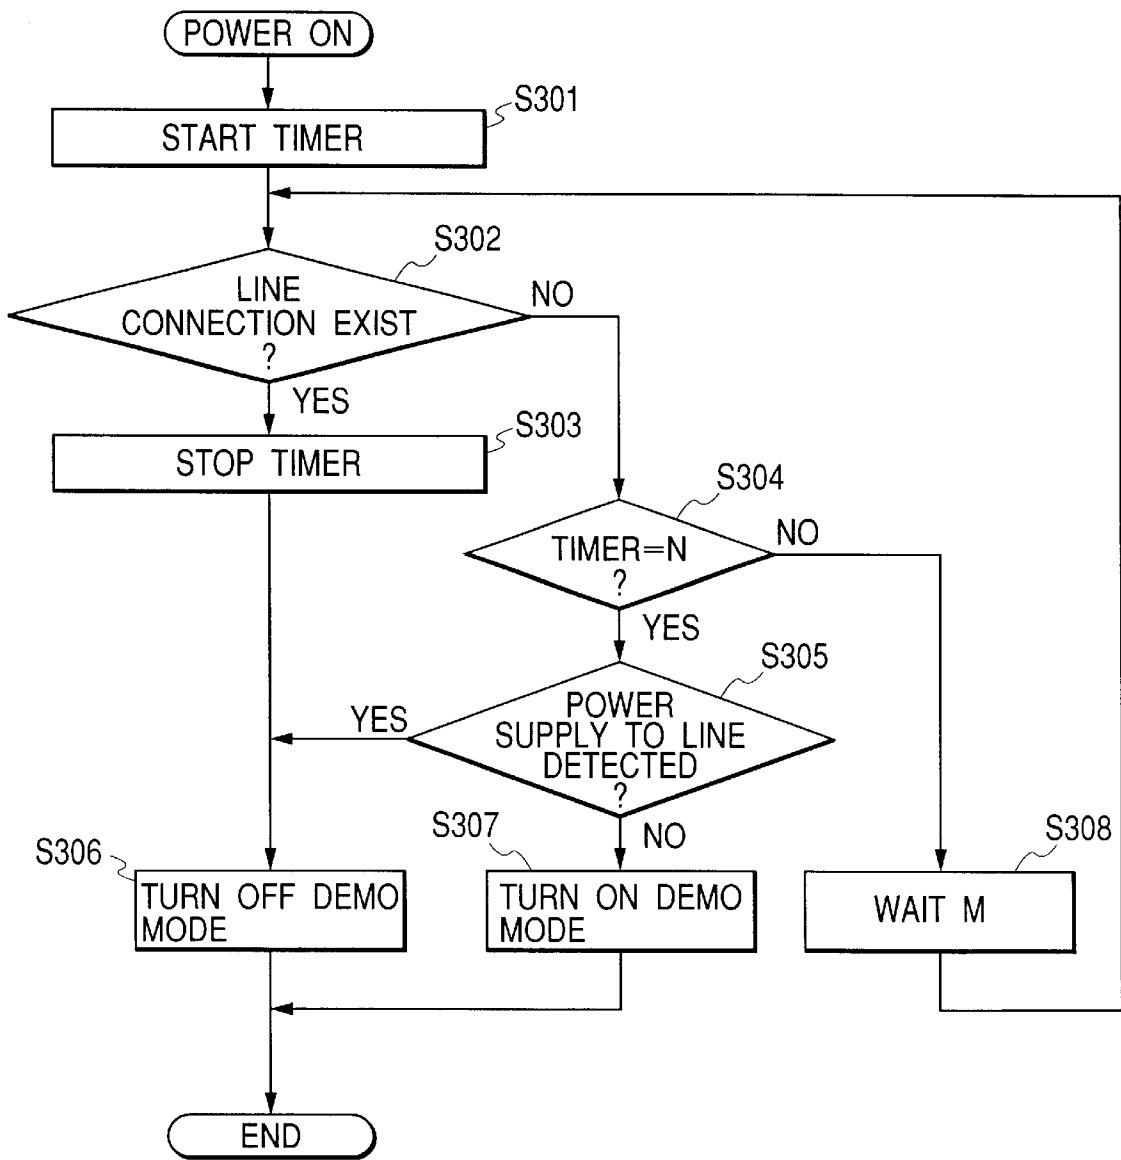 POWER ON
S301
START TIMER
S302
LINE
CONNECTION EXIST
?
NO
YES
S303
STOP TIMER
S304
TIMER=N
?
NO
YES
S305
POWER
SUPPLY TO LINE
DETECTED
?
YES
NO
S306
TURN OFF DEMO
MODE
S307
TURN ON DEMO
MODE
S308
WAIT M
END